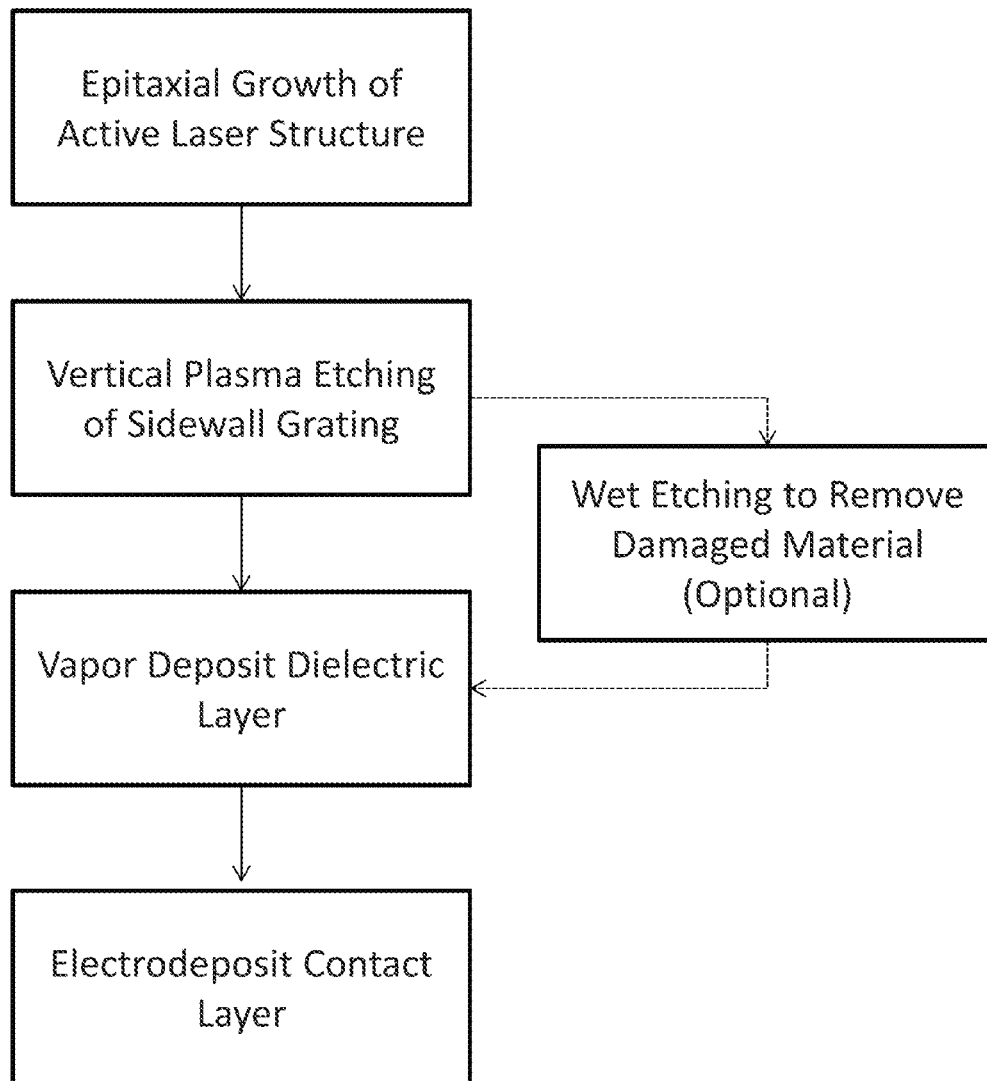 Epitaxial Growth of
Active Laser Structure
Vertical Plasma Etching
of Sidewall Grating
Wet Etching to Remove
Damaged Material
(Optional)
Vapor Deposit Dielectric
Layer
Electrodeposit Contact
Layer